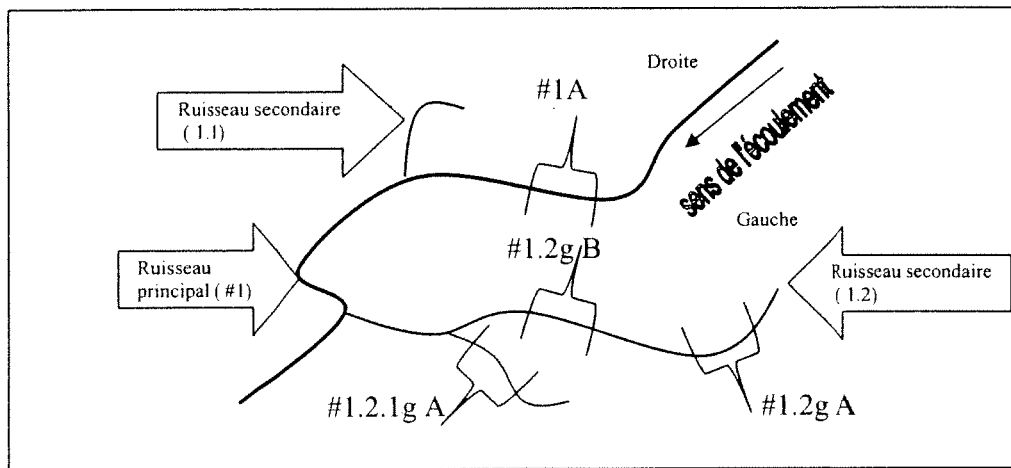 Droite
#1A
Ruisseau secondaire
( 1.1)
sens de l'écoulement
Gauche
#1.2g B
Ruisseau
principal ( #1)
Ruisseau secondaire
( 1.2)
#1.2.1g A
#1.2g A